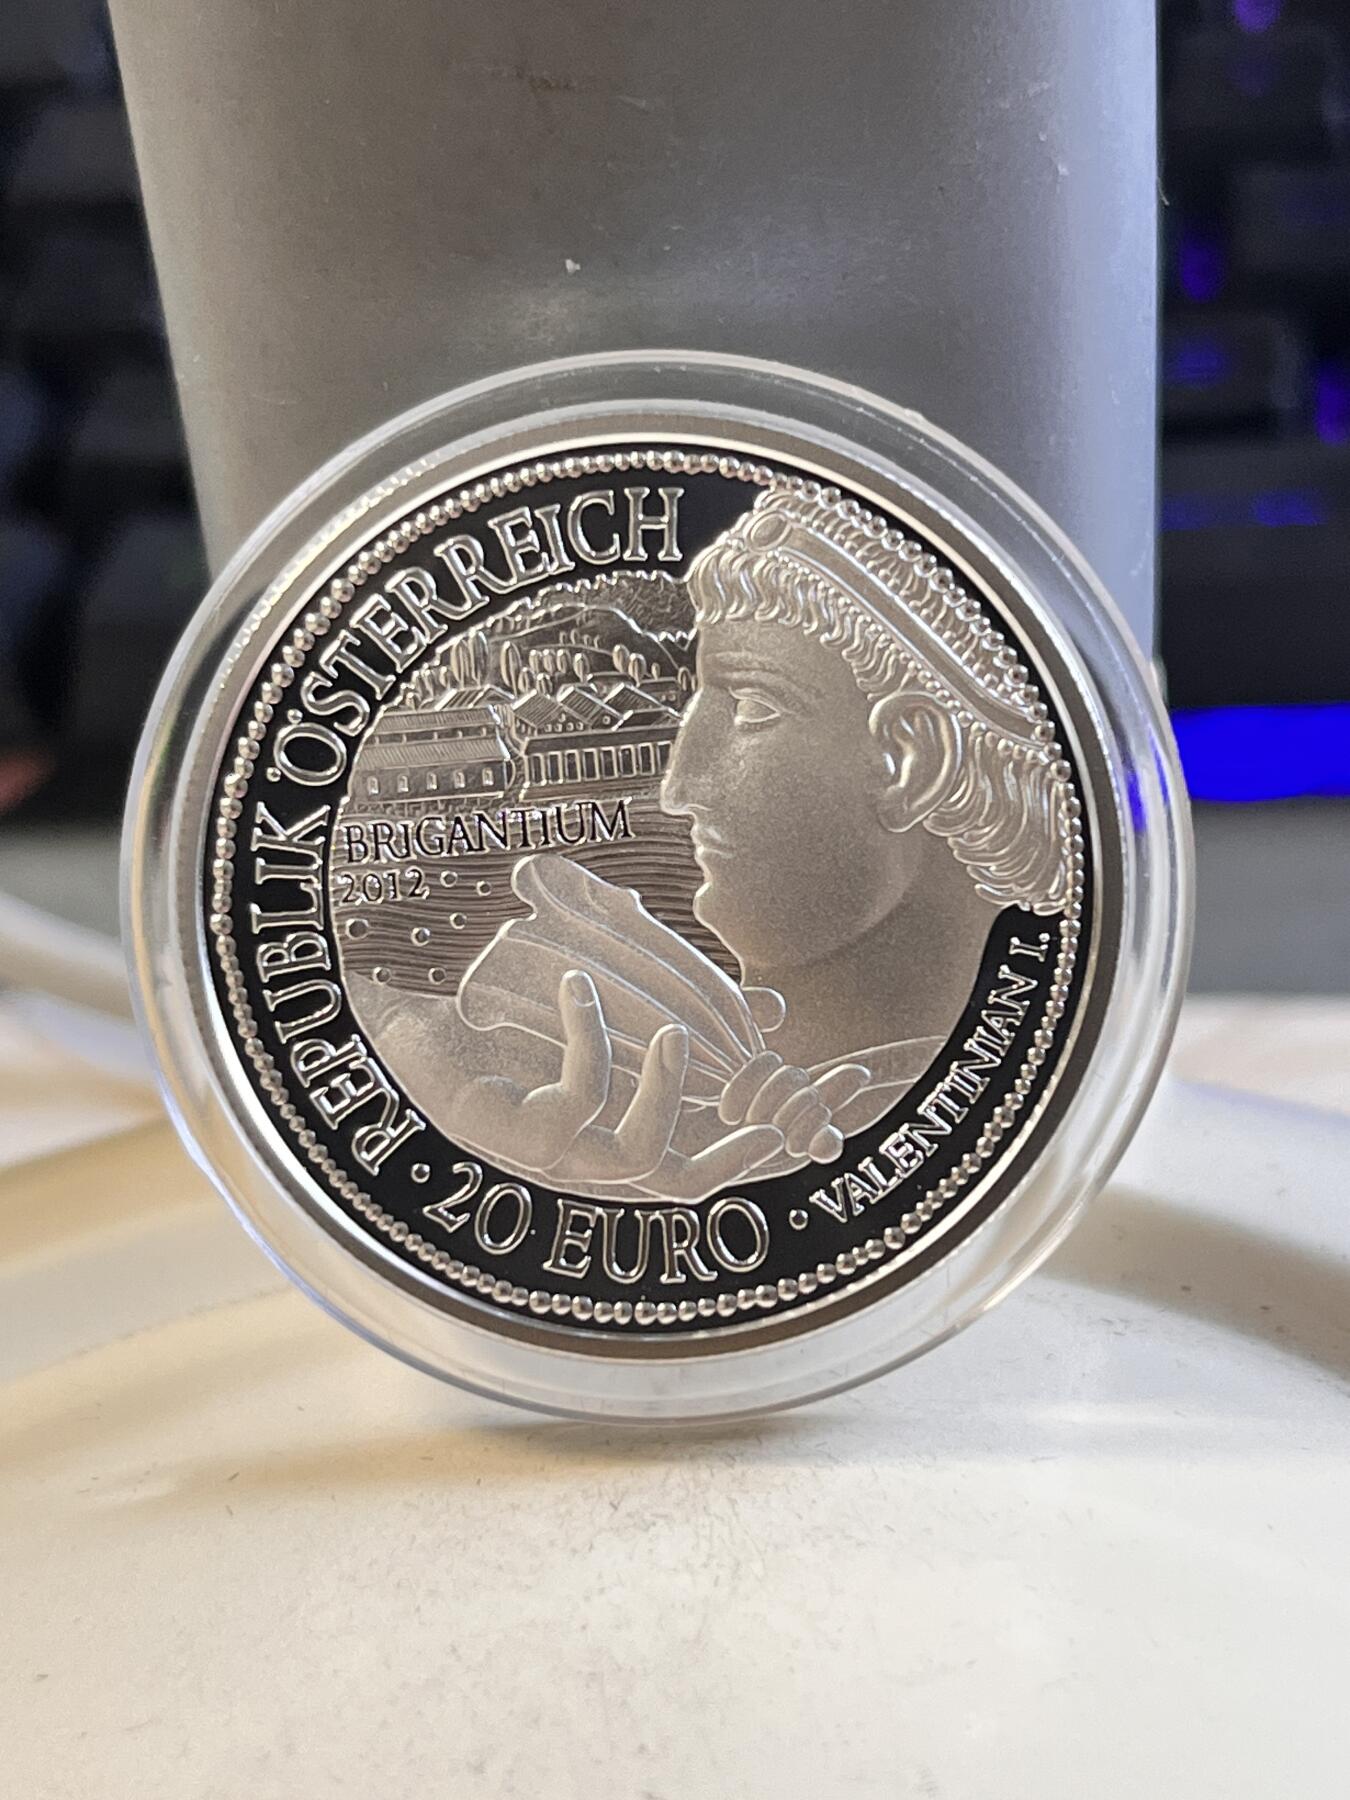 REPUBLIK ÖSTERREICH
BRIGANTIUM
2012
• 20 EURO •
VALENTINIAN I.